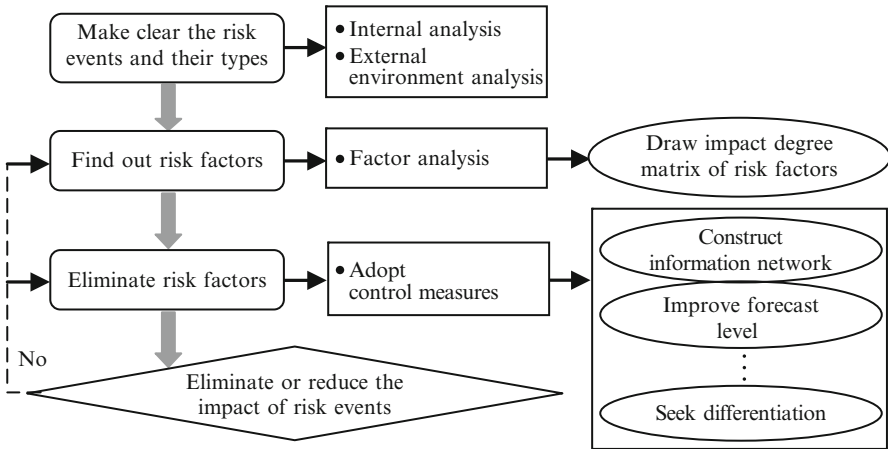 Make clear the risk
events and their types
• Internal analysis
• External
environment analysis
Find out risk factors
• Factor analysis
Draw impact degree
matrix of risk factors
Eliminate risk factors
• Adopt
control measures
Construct
information network
Improve forecast
level
Seek differentiation
No
Eliminate or reduce the
impact of risk events